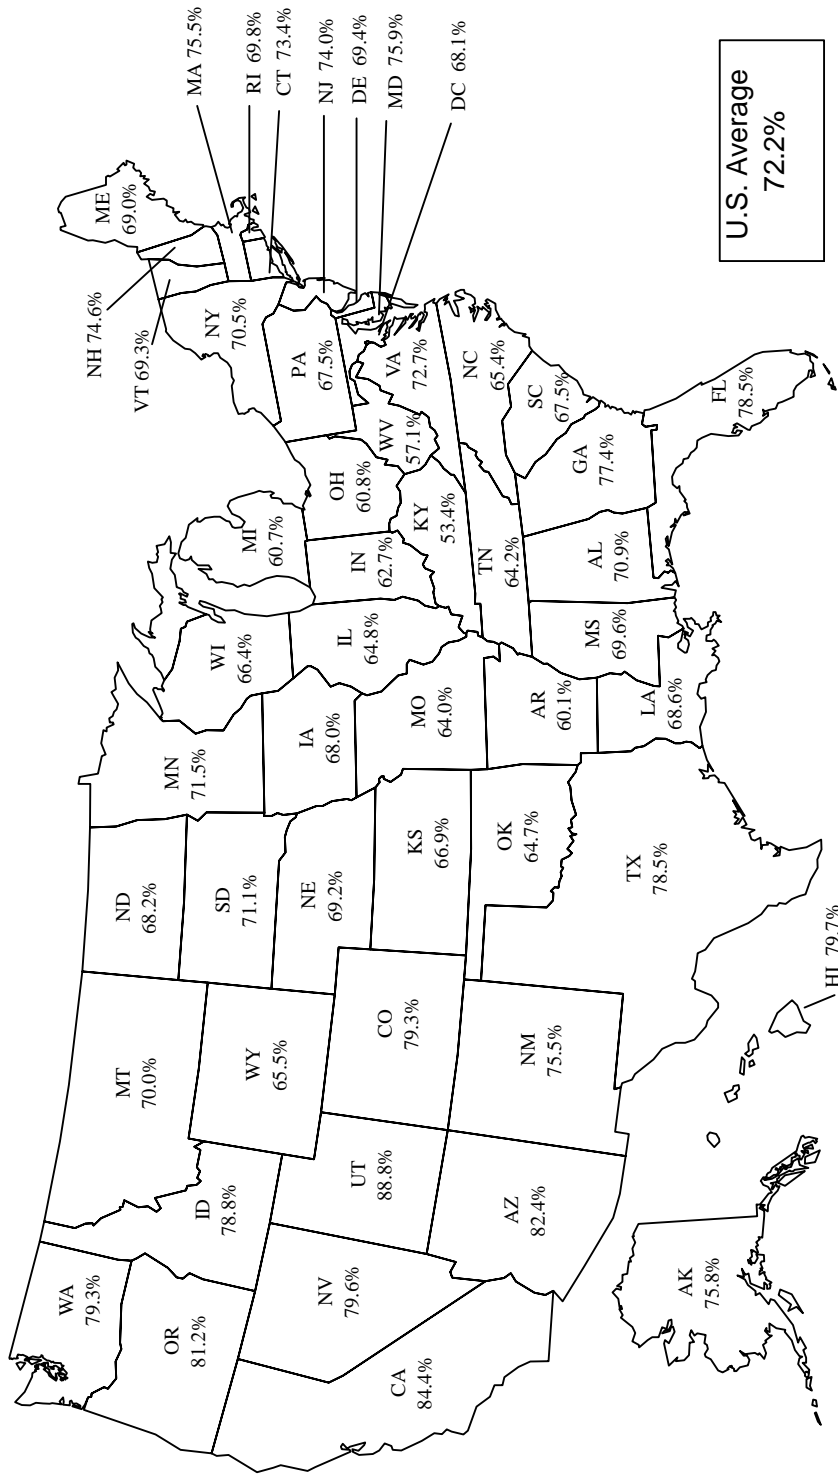 WA
79.3%
OR
81.2%
CA
84.4%
NV
79.6%
ID
78.8%
MT
70.0%
WY
65.5%
UT
88.8%
AZ
82.4%
CO
79.3%
NM
75.5%
ND
68.2%
SD
71.1%
NE
69.2%
KS
66.9%
OK
64.7%
TX
78.5%
MN
71.5%
IA
68.0%
MO
64.0%
AR
60.1%
LA
68.6%
WI
66.4%
IL
64.8%
MS
69.6%
MI
60.7%
IN
62.7%
KY
53.4%
TN
64.2%
AL
70.9%
OH
60.8%
WV
57.1%
GA
77.4%
FL
78.5%
SC
67.5%
NC
65.4%
VA
72.7%
PA
67.5%
NY
70.5%
VT 69.3%
NH 74.6%
ME
69.0%
MA 75.5%
RI 69.8%
CT 73.4%
NJ 74.0%
DE 69.4%
MD 75.9%
DC 68.1%
AK
75.8%
HI 79.7%
U.S. Average
72.2%